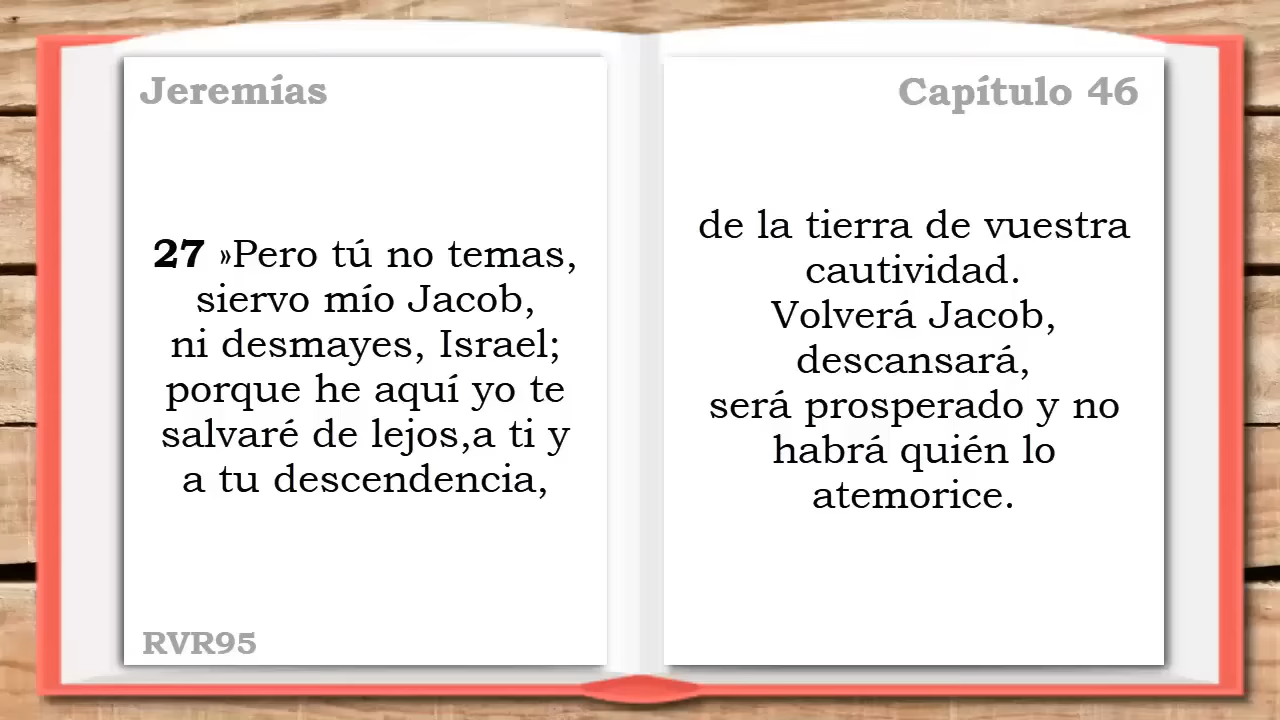 Jeremías
27 »Pero tú no temas,
siervo mío Jacob,
ni desmayes, Israel;
porque he aquí yo te
salvaré de lejos,a ti y
a tu descendencia,
RVR95
Capítulo 46
de la tierra de vuestra
cautividad.
Volverá Jacob,
descansará,
será prosperado y no
habrá quién lo
atemorice.